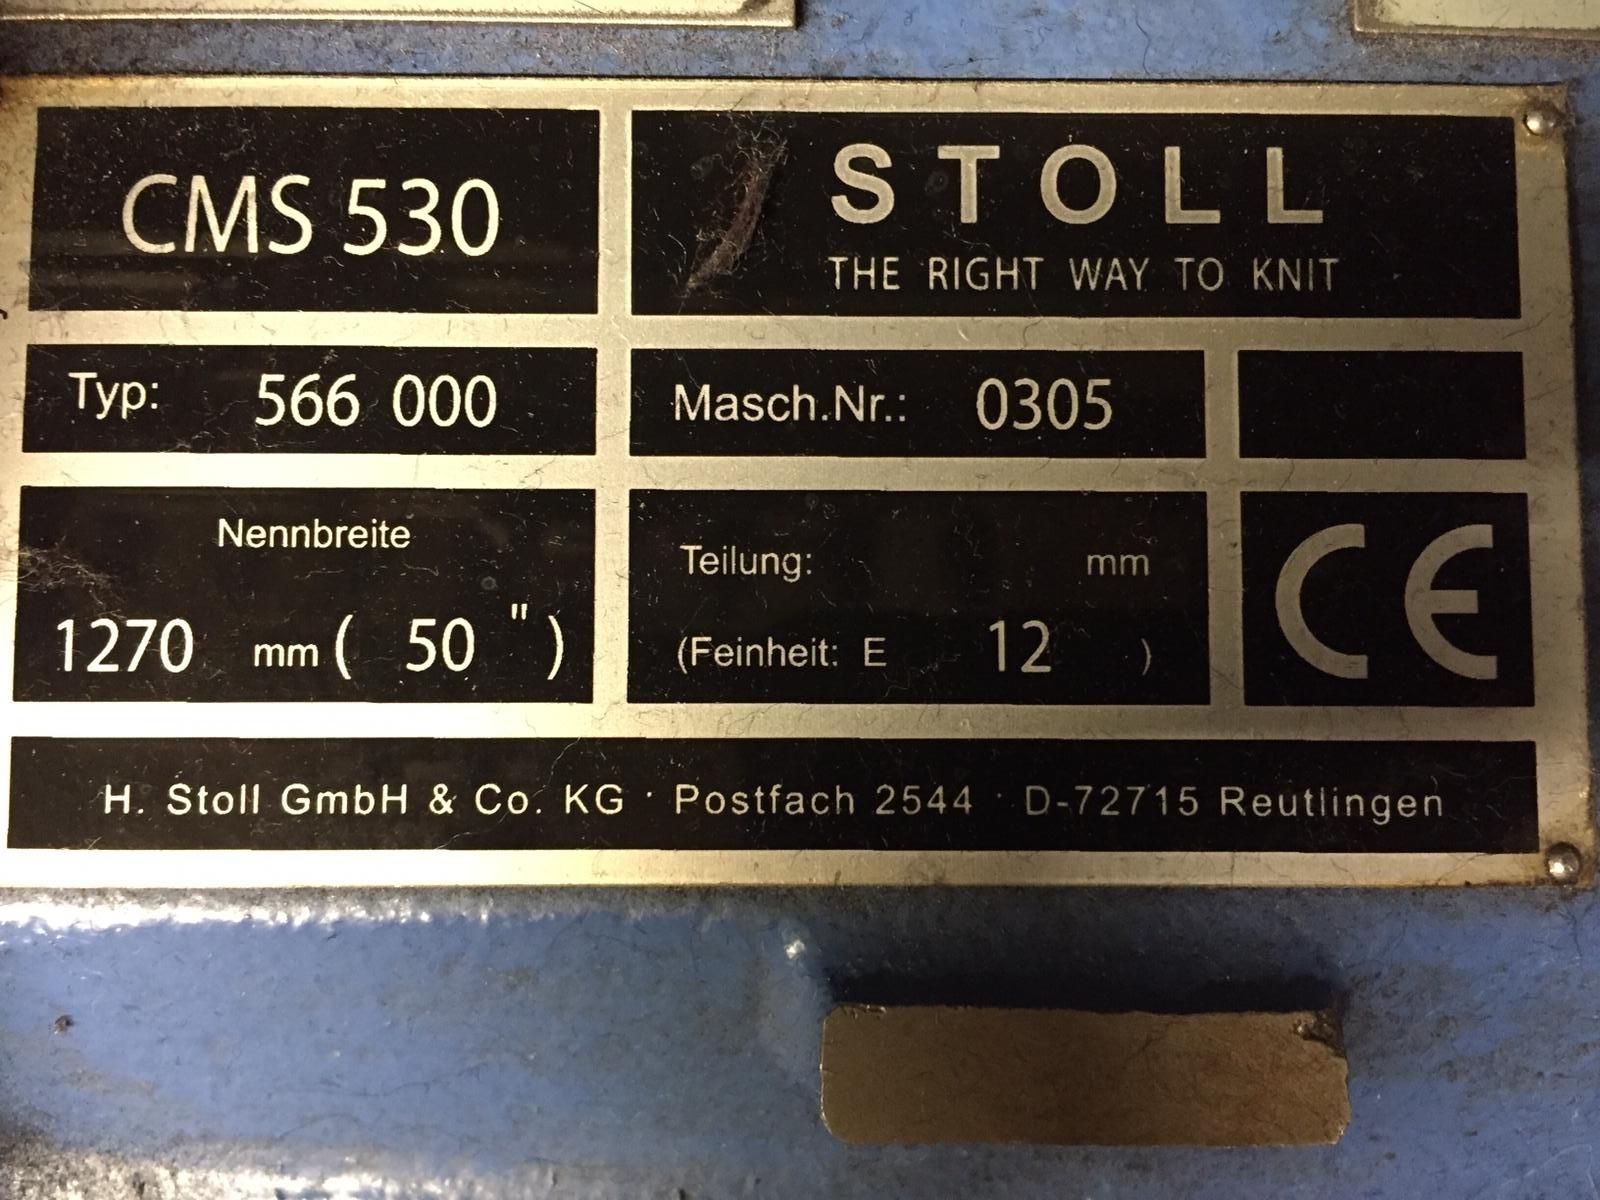 CMS 530
STOLL
THE RIGHT WAY TO KNIT
Typ: 566 000
Masch.Nr.: 0305
Nennbreite
1270 mm ( 50 " )
Teilung: mm
(Feinheit: E 12 )
CE
H. Stoll GmbH & Co. KG · Postfach 2544 · D-72715 Reutlingen